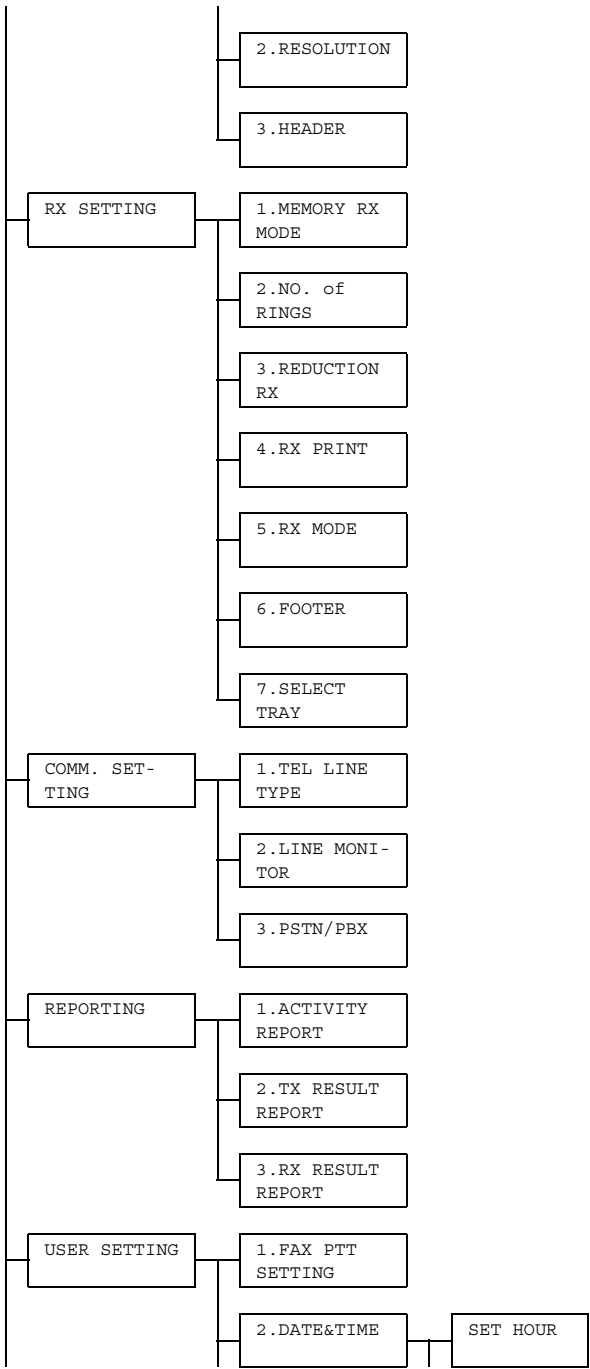 2.RESOLUTION
3.HEADER
RX SETTING
1.MEMORY RX
MODE
2.NO. of
RINGS
3.REDUCTION
RX
4.RX PRINT
5.RX MODE
6.FOOTER
7.SELECT
TRAY
COMM. SET-
TING
1.TEL LINE
TYPE
2.LINE MONI-
TOR
3.PSTN/PBX
REPORTING
1.ACTIVITY
REPORT
2.TX RESULT
REPORT
3.RX RESULT
REPORT
USER SETTING
1.FAX PTT
SETTING
2.DATE&TIME
SET HOUR